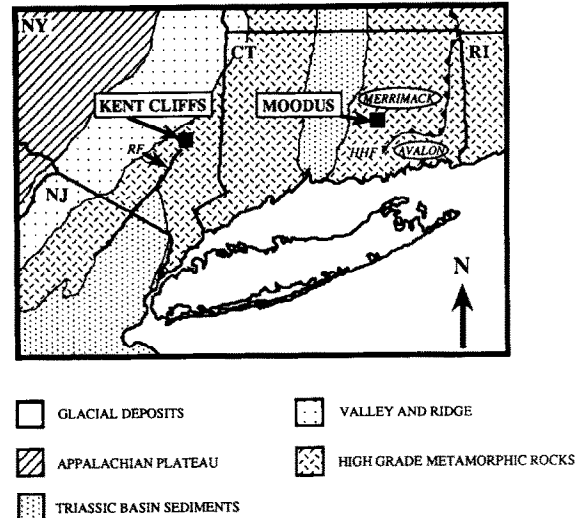 NY
CT
RI
KENT CLIFFS
MOODUS
MERRIMACK
RF
HHF
AVALON
NJ
N
GLACIAL DEPOSITS
VALLEY AND RIDGE
APPALACHIAN PLATEAU
HIGH GRADE METAMORPHIC ROCKS
TRIASSIC BASIN SEDIMENTS